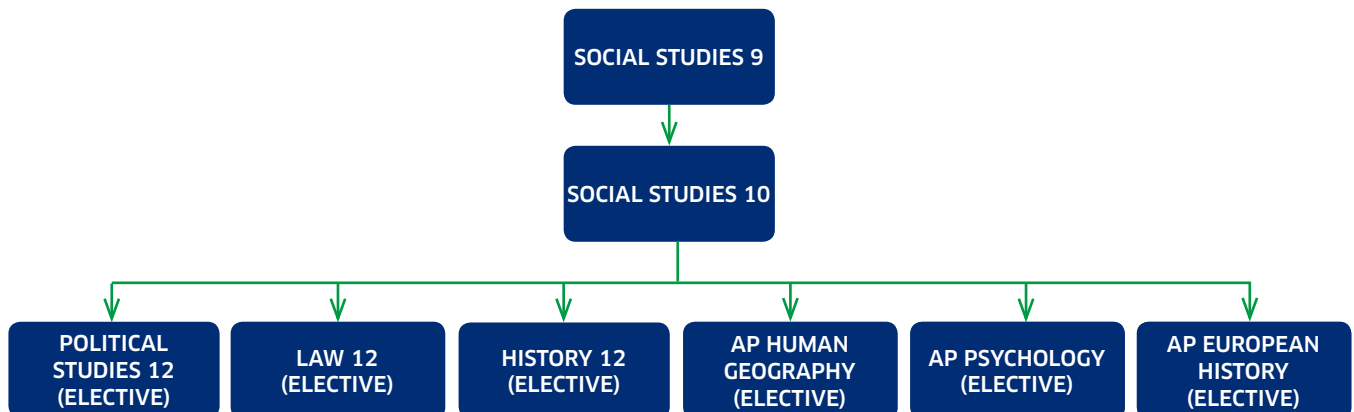 SOCIAL STUDIES 9
SOCIAL STUDIES 10
POLITICAL
STUDIES 12
(ELECTIVE)
LAW 12
(ELECTIVE)
HISTORY 12
(ELECTIVE)
AP HUMAN
GEOGRAPHY
(ELECTIVE)
AP PSYCHOLOGY
(ELECTIVE)
AP EUROPEAN
HISTORY
(ELECTIVE)